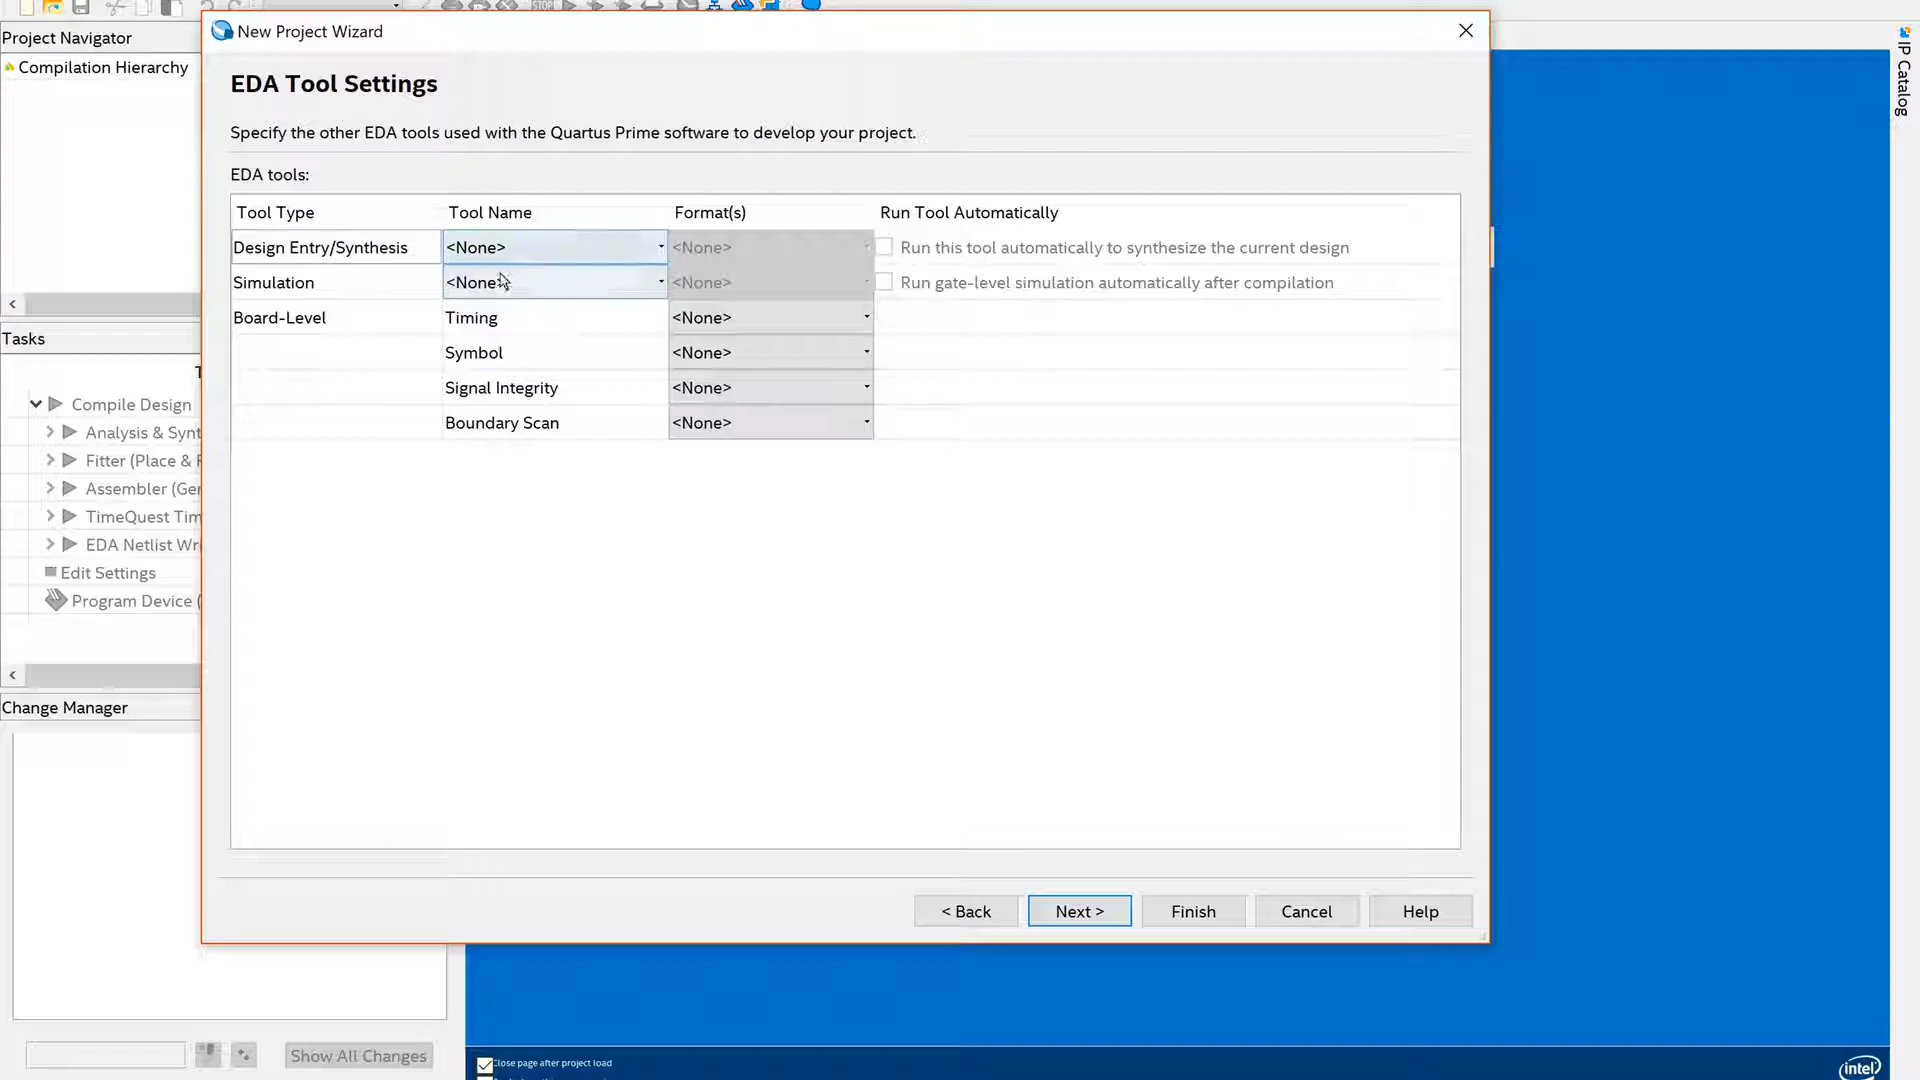 STOP
New Project Wizard
Project Navigator
Compilation Hierarchy
IP Catalog
EDA Tool Settings
Specify the other EDA tools used with the Quartus Prime software to develop your project.
EDA tools:
Tool Type Tool Name Format(s) Run Tool Automatically
Design Entry/Synthesis <None> <None> Run this tool automatically to synthesize the current design
Simulation <None> <None> Run gate-level simulation automatically after compilation
Board-Level Timing <None>
Symbol <None>
Signal Integrity <None>
Boundary Scan <None>
Tasks
T
Compile Design
Analysis & Synt
Fitter (Place & R
Assembler (Ger
TimeQuest Tim
EDA Netlist Wr
Edit Settings
Program Device (
Change Manager
< Back Next > Finish Cancel Help
Show All Changes
Close page after project load
intel